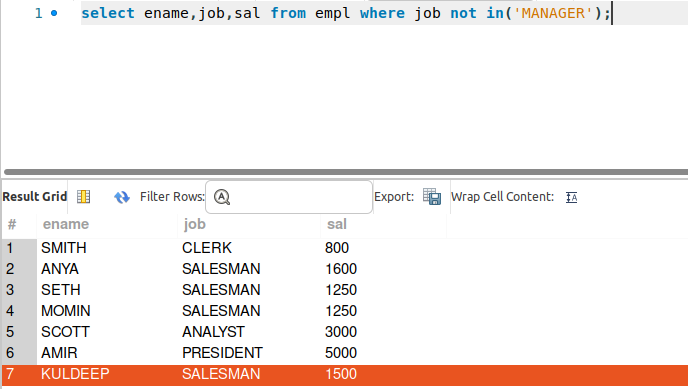 1 select ename,job,sal from empl where job not in('MANAGER');
Result Grid Filter Rows: Export: Wrap Cell Content:
# ename job sal
1 SMITH CLERK 800
2 ANYA SALESMAN 1600
3 SETH SALESMAN 1250
4 MOMIN SALESMAN 1250
5 SCOTT ANALYST 3000
6 AMIR PRESIDENT 5000
7 KULDEEP SALESMAN 1500